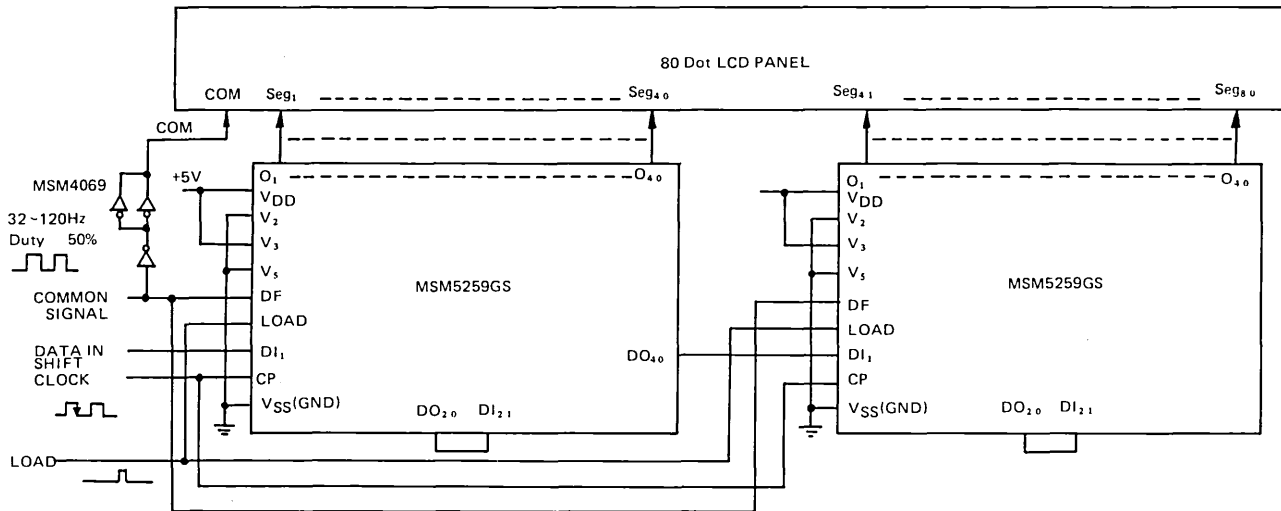 80 Dot LCD PANEL
COM Seg₁ Seg₄₀ Seg₄₁ Seg₈₀
COM
MSM4069
32~120Hz
Duty 50%
COMMON
SIGNAL
DATA IN
SHIFT
CLOCK
LOAD
+5V
O₁ O₄₀
VDD
V₂
V₃
V₅
DF
LOAD
DI₁
CP
VSS(GND)
MSM5259GS
DO₄₀
DO₂₀ DI₂₁
O₁ O₄₀
VDD
V₂
V₃
V₅
DF
LOAD
DI₁
CP
VSS(GND)
MSM5259GS
DO₂₀ DI₂₁